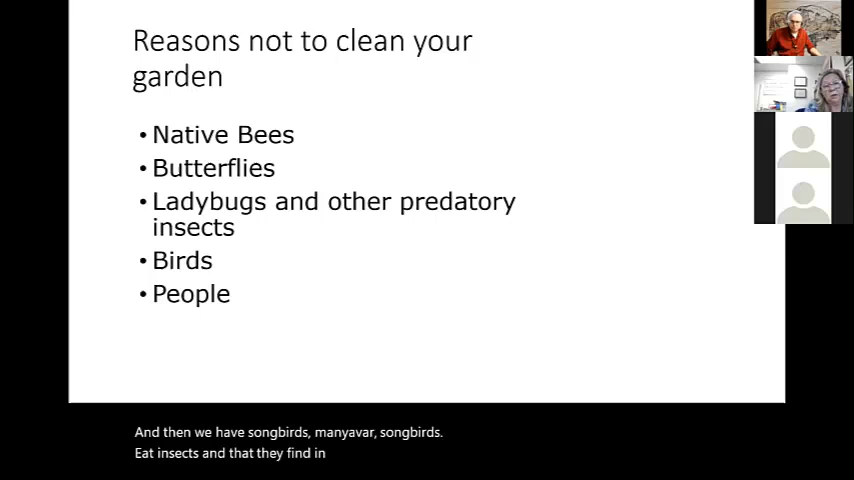 Reasons not to clean your
garden
• Native Bees
• Butterflies
• Ladybugs and other predatory
insects
• Birds
• People
And then we have songbirds, manyavar, songbirds.
Eat insects and that they find in